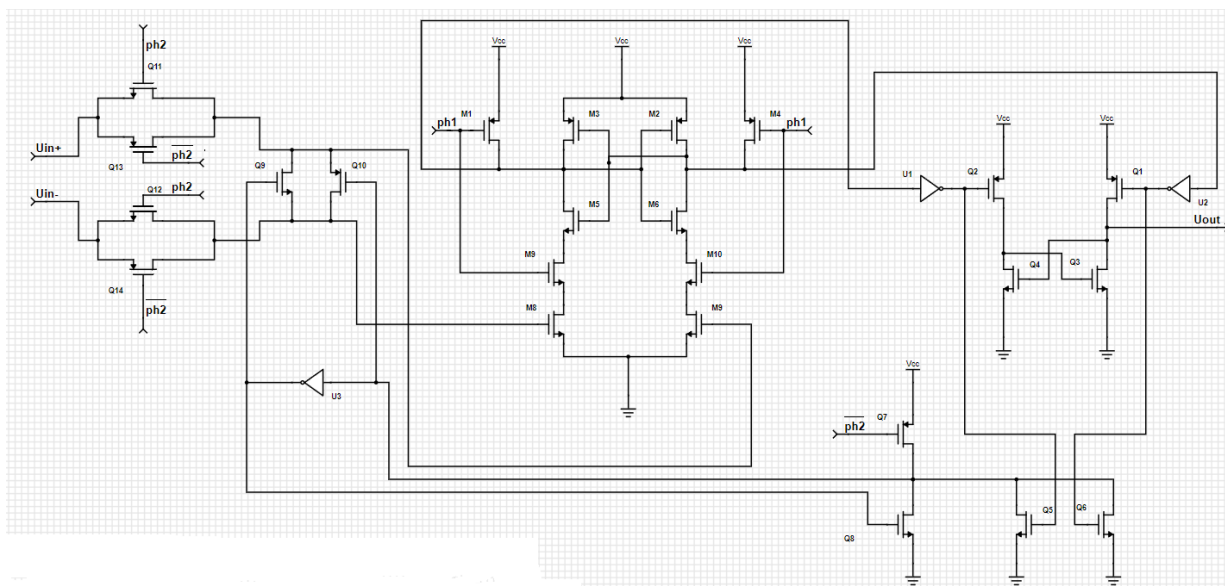 ph2
Q11
Uin+
ph2
Q13
Q12
ph2
Uin-
Q14
ph2
Q9
Q10
U3
Vcc
Vcc
Vcc
M1
M3
M2
M4
ph1
ph1
M5
M6
M9
M10
M8
M9
U1
Vcc
Vcc
Q2
Q1
U2
Uout
Q4
Q3
Vcc
Q7
ph2
Q8
Q5
Q6